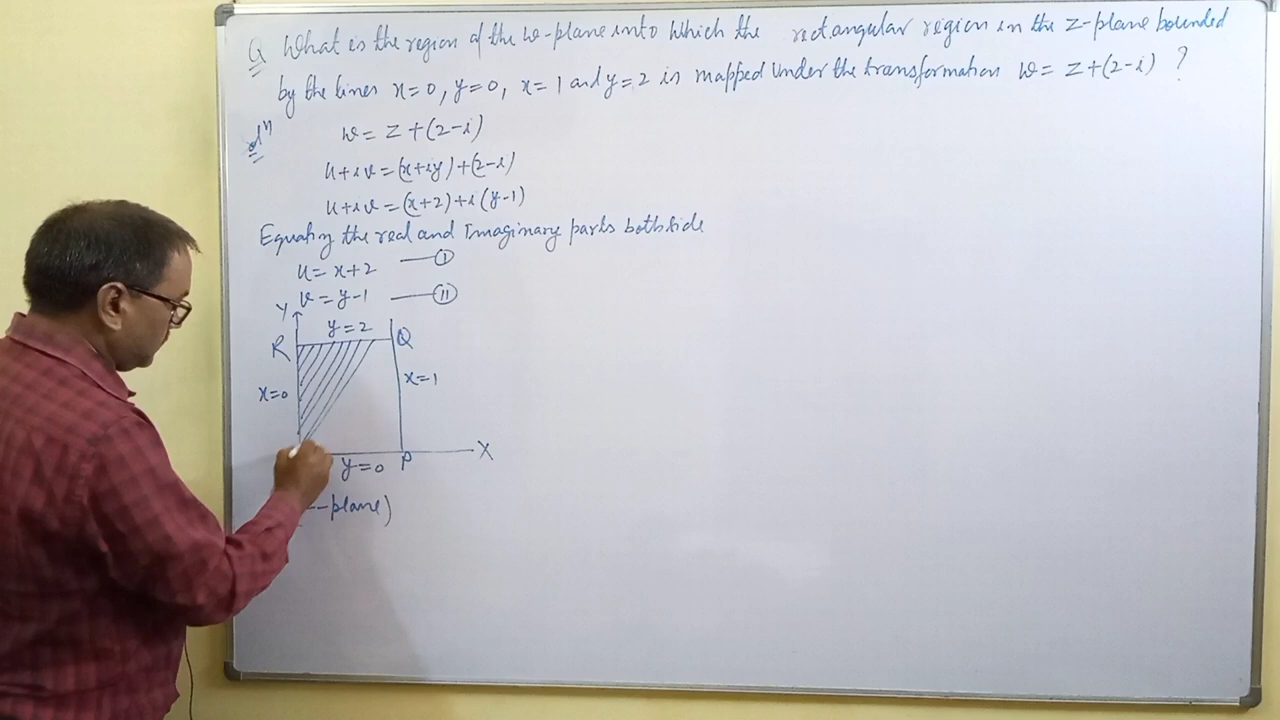 Q What is the region of the w-plane into which the rectangular region in the z-plane bounded
by the lines x=0, y=0, x=1 and y=2 is mapped under the transformation w= z+(2-i) ?
Solⁿ
w= z+(2-i)
u+iv=(x+iy)+(2-i)
u+iv=(x+2)+i(y-1)
Equating the real and Imaginary parts bothside
u= x+2 —(I)
v=y-1 —(II)
Y
y=2
R Q
x=0 x=1
y=0 P X
-plane)